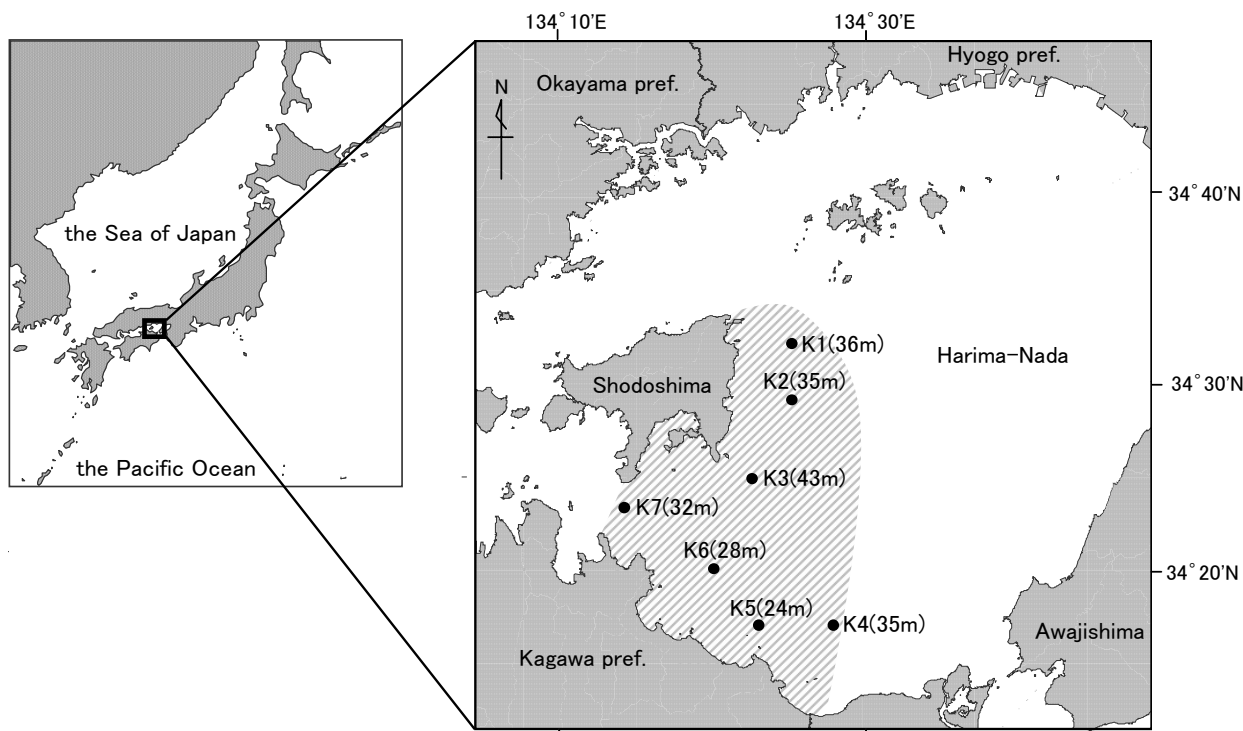 134°10'E
134°30'E
Hyogo pref.
Okayama pref.
N
34°40'N
the Sea of Japan
K1(36m)
Harima-Nada
K2(35m)
34°30'N
Shodoshima
the Pacific Ocean
K3(43m)
K7(32m)
K6(28m)
34°20'N
K5(24m)
K4(35m)
Awajishima
Kagawa pref.